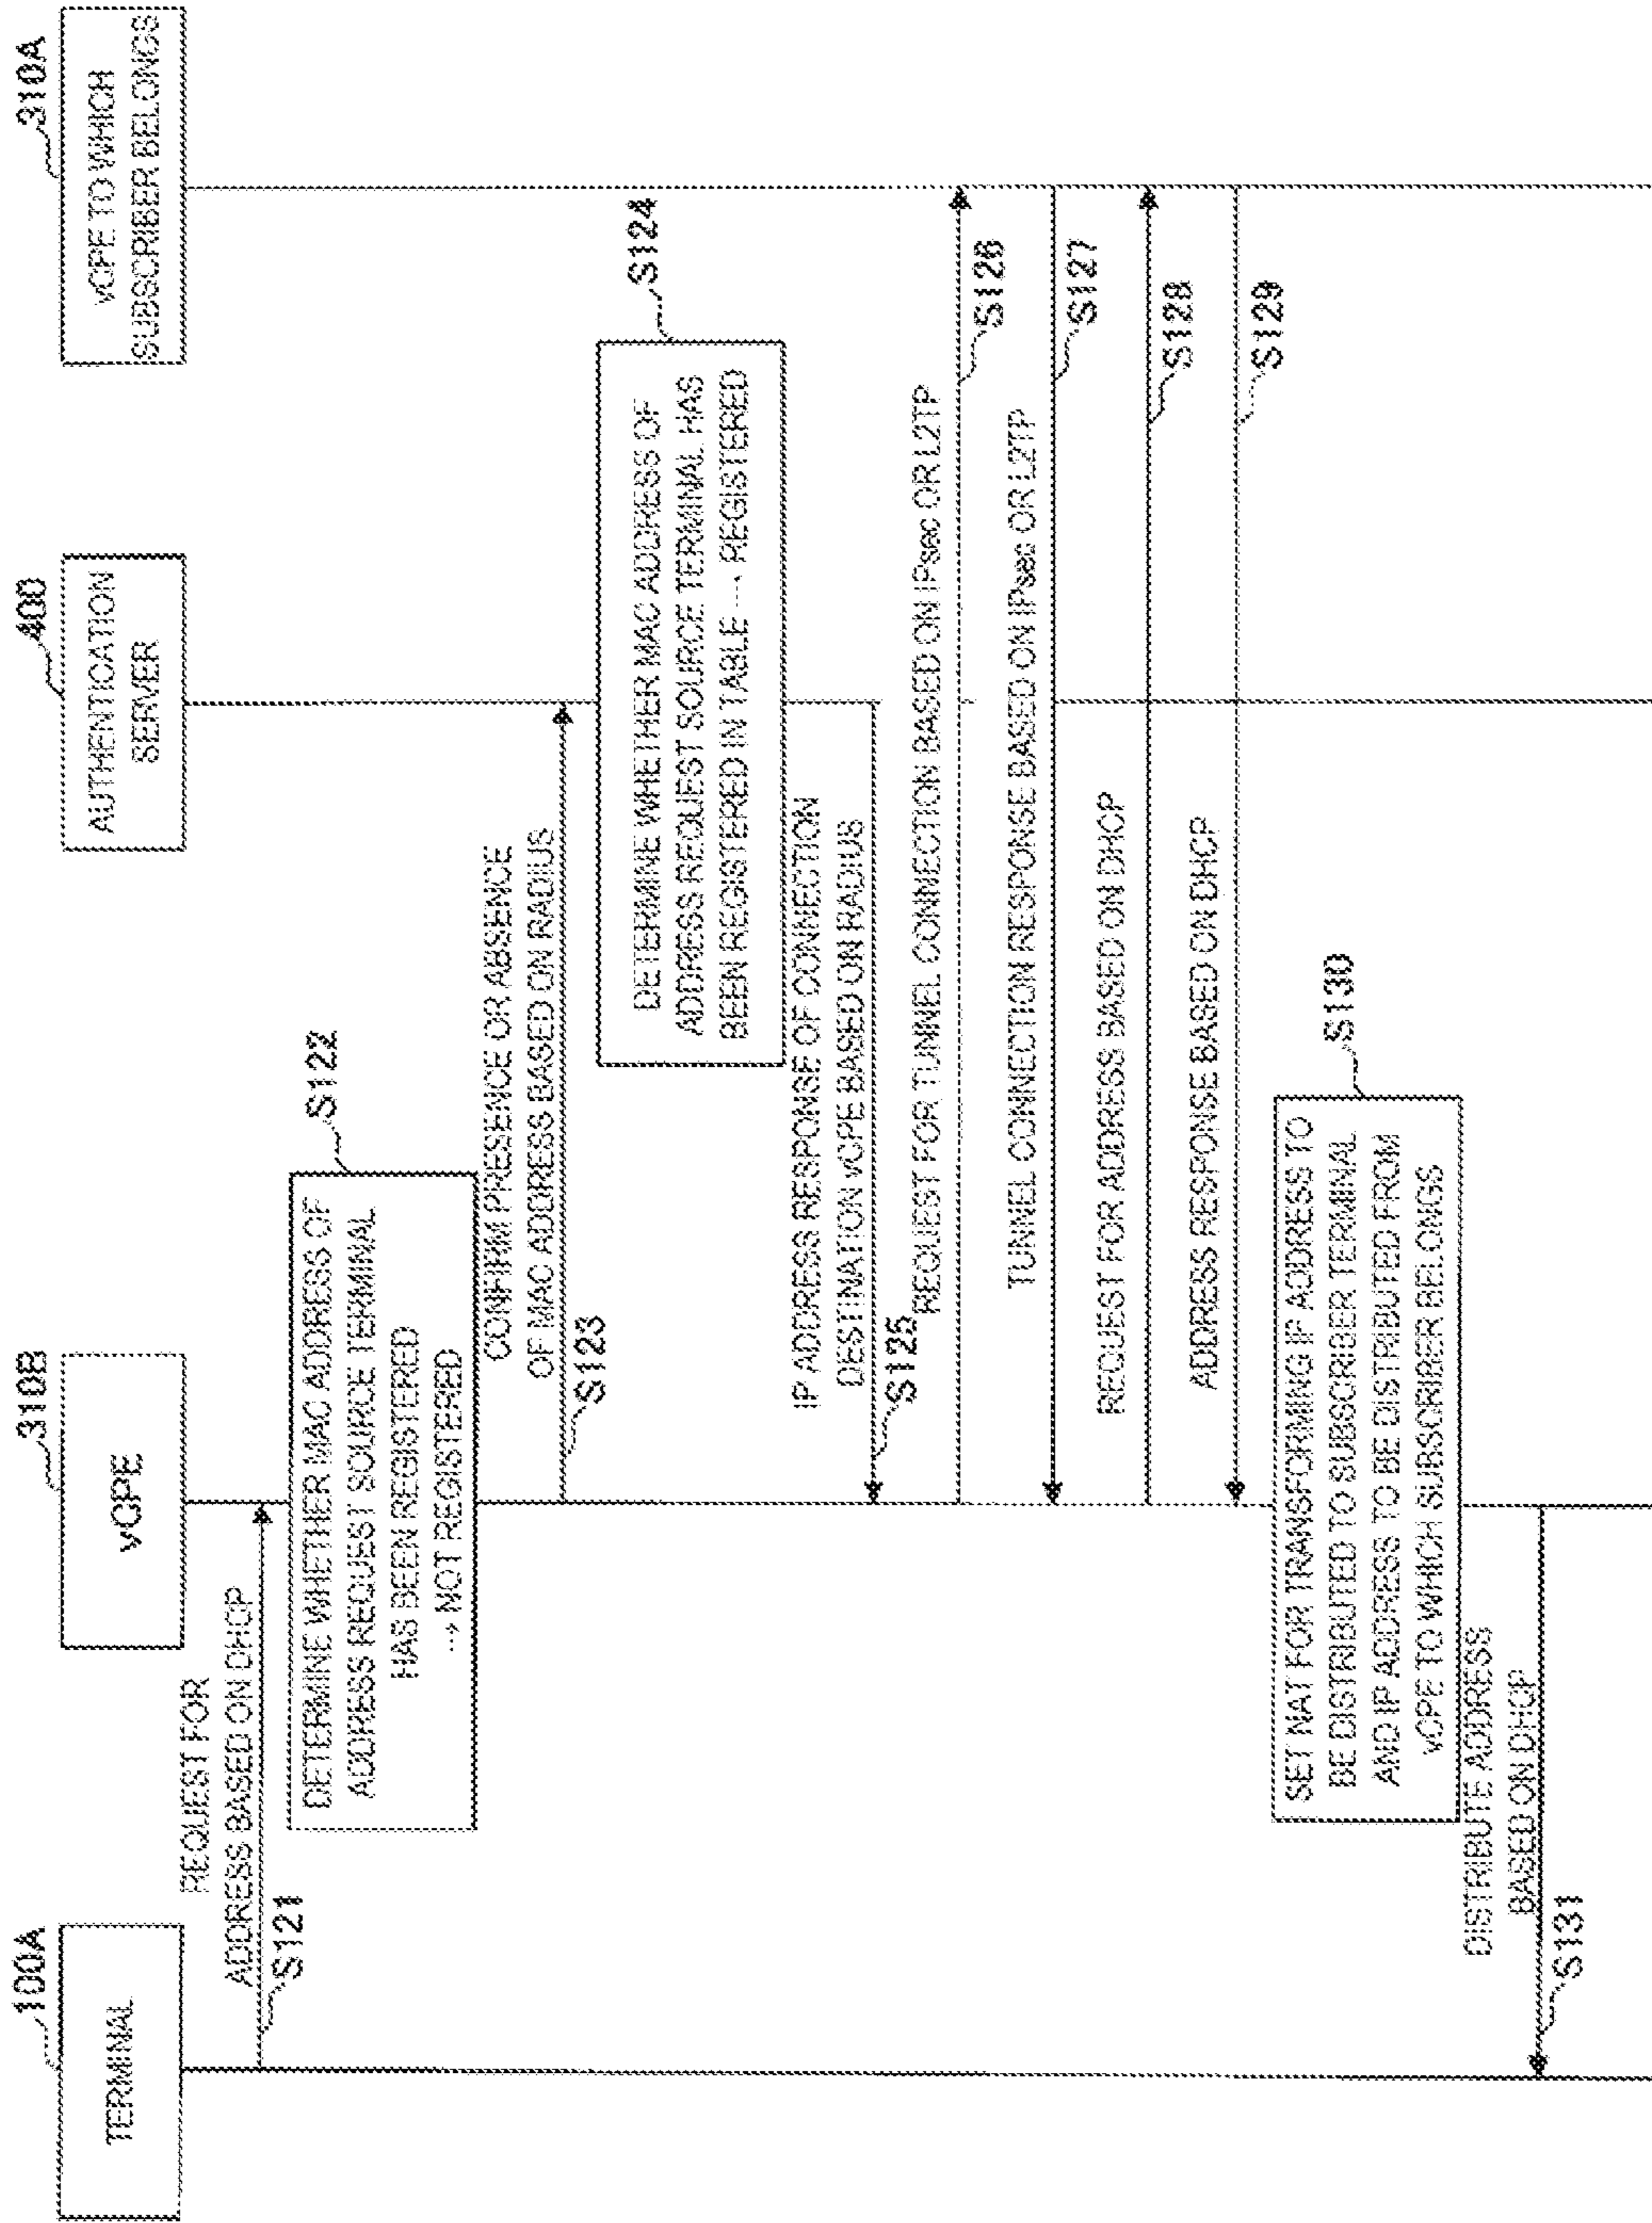 100A
TERMINAL
310B
vCPE
400
AUTHENTICATION
SERVER
310A
vCPE TO WHICH
SUBSCRIBER BELONGS
REQUEST FOR
ADDRESS BASED ON DHCP
S121
S122
DETERMINE WHETHER MAC ADDRESS OF
ADDRESS REQUEST SOURCE TERMINAL
HAS BEEN REGISTERED
→ NOT REGISTERED
CONFIRM PRESENCE OR ABSENCE
OF MAC ADDRESS BASED ON RADIUS
S123
S124
DETERMINE WHETHER MAC ADDRESS OF
ADDRESS REQUEST SOURCE TERMINAL HAS
BEEN REGISTERED IN TABLE → REGISTERED
IP ADDRESS RESPONSE OF CONNECTION
DESTINATION vCPE BASED ON RADIUS
S125
REQUEST FOR TUNNEL CONNECTION BASED ON IPsec OR L2TP
S126
TUNNEL CONNECTION RESPONSE BASED ON IPsec OR L2TP
S127
REQUEST FOR ADDRESS BASED ON DHCP
S128
ADDRESS RESPONSE BASED ON DHCP
S129
S130
SET NAT FOR TRANSFORMING IP ADDRESS TO
BE DISTRIBUTED TO SUBSCRIBER TERMINAL
AND IP ADDRESS TO BE DISTRIBUTED FROM
vCPE TO WHICH SUBSCRIBER BELONGS
DISTRIBUTE ADDRESS
BASED ON DHCP
S131